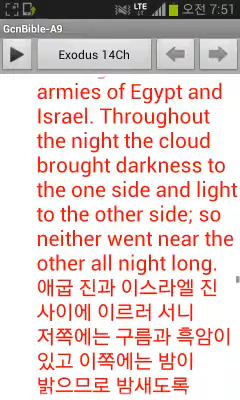 LTE 오전 7:51
GcnBible-A9
Exodus 14Ch
armies of Egypt and
Israel. Throughout
the night the cloud
brought darkness to
the one side and light
to the other side; so
neither went near the
other all night long.
애굽 진과 이스라엘 진
사이에 이르러 서니
저쪽에는 구름과 흑암이
있고 이쪽에는 밤이
밝으므로 밤새도록